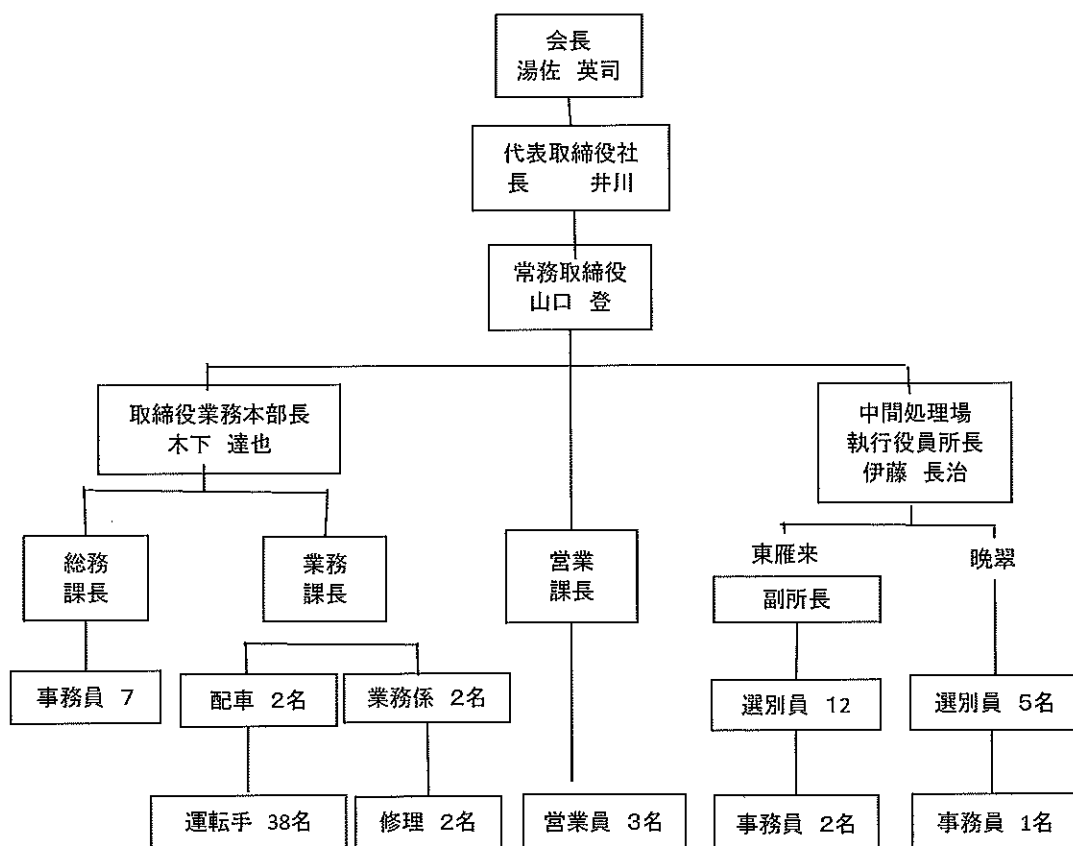 会長
湯佐 英司
代表取締役社
長 井川
常務取締役
山口 登
取締役業務本部長
木下 達也
中間処理場
執行役員所長
伊藤 長治
総務
課長
業務
課長
営業
課長
東雁来
副所長
晩翠
事務員 7
配車 2名
業務係 2名
選別員 12
選別員 5名
運転手 38名
修理 2名
営業員 3名
事務員 2名
事務員 1名